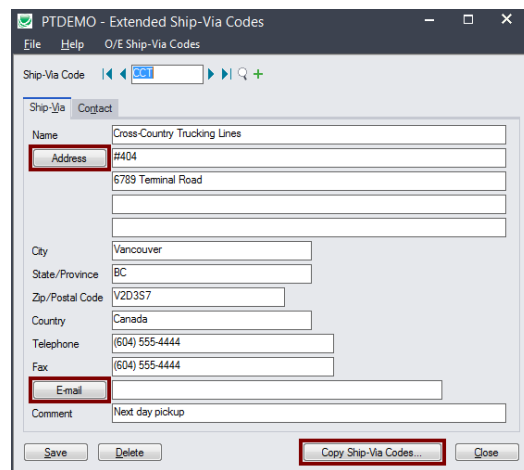 PTDEMO - Extended Ship-Via Codes
File Help O/E Ship-Via Codes
Ship-Via Code CCT
Ship-Via Contact
Name Cross-Country Trucking Lines
Address #404
6789 Terminal Road
City Vancouver
State/Province BC
Zip/Postal Code V2D3S7
Country Canada
Telephone (604) 555-4444
Fax (604) 555-4444
E-mail
Comment Next day pickup
Save Delete Copy Ship-Via Codes... Close